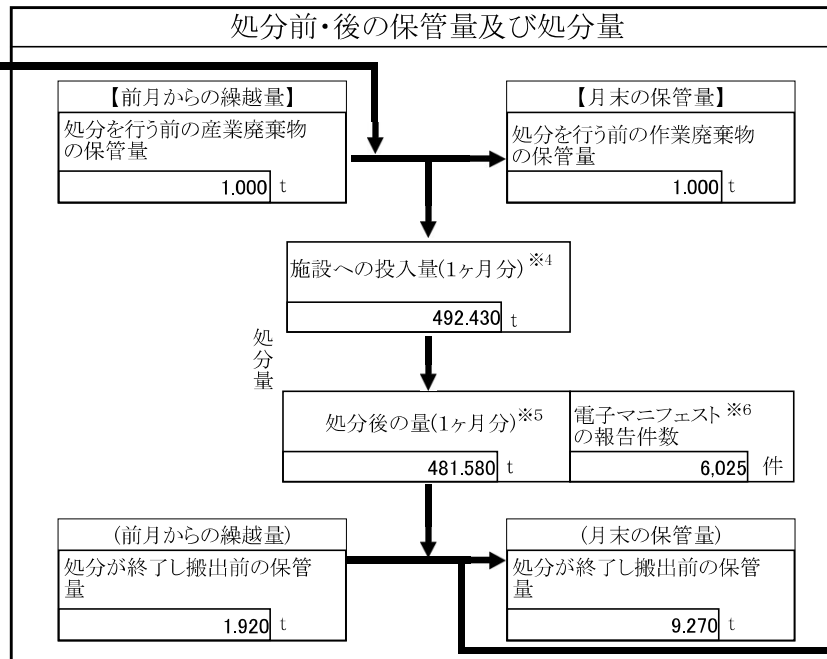 処分前・後の保管量及び処分量
【前月からの繰越量】
処分を行う前の産業廃棄物
の保管量
1.000 t
【月末の保管量】
処分を行う前の作業廃棄物
の保管量
1.000 t
施設への投入量(1ヶ月分)※4
492.430 t
処分量
処分後の量(1ヶ月分)※5
481.580 t
電子マニフェスト※6
の報告件数
6,025 件
(前月からの繰越量)
処分が終了し搬出前の保管
量
1.920 t
(月末の保管量)
処分が終了し搬出前の保管
量
9.270 t